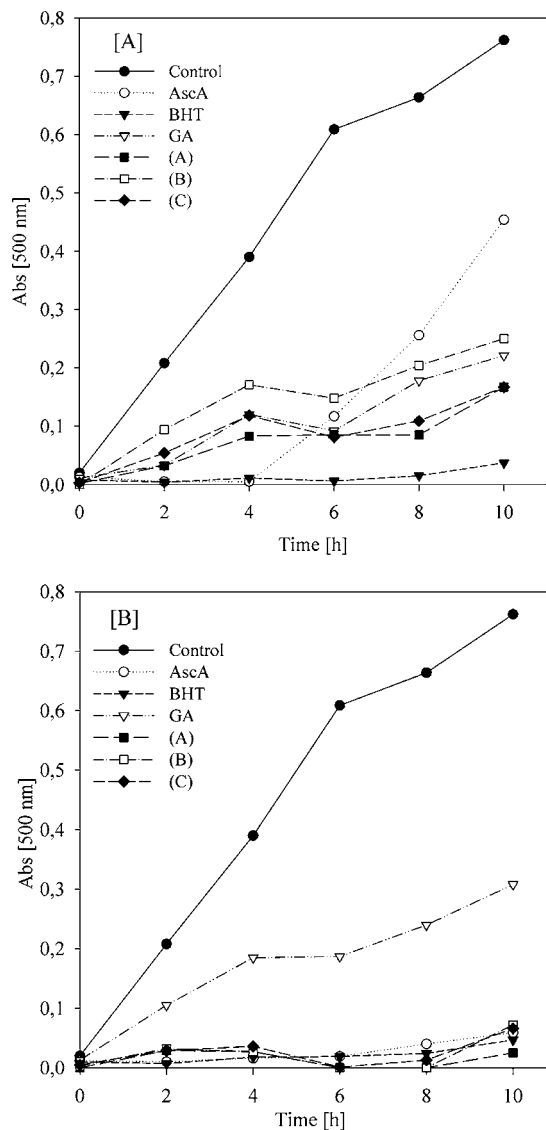 [A]
Control
AscA
BHT
GA
(A)
(B)
(C)
Abs [500 nm]
0,8
0,7
0,6
0,5
0,4
0,3
0,2
0,1
0,0
0 2 4 6 8 10
Time [h]
[B]
Control
AscA
BHT
GA
(A)
(B)
(C)
Abs [500 nm]
0,8
0,7
0,6
0,5
0,4
0,3
0,2
0,1
0,0
0 2 4 6 8 10
Time [h]